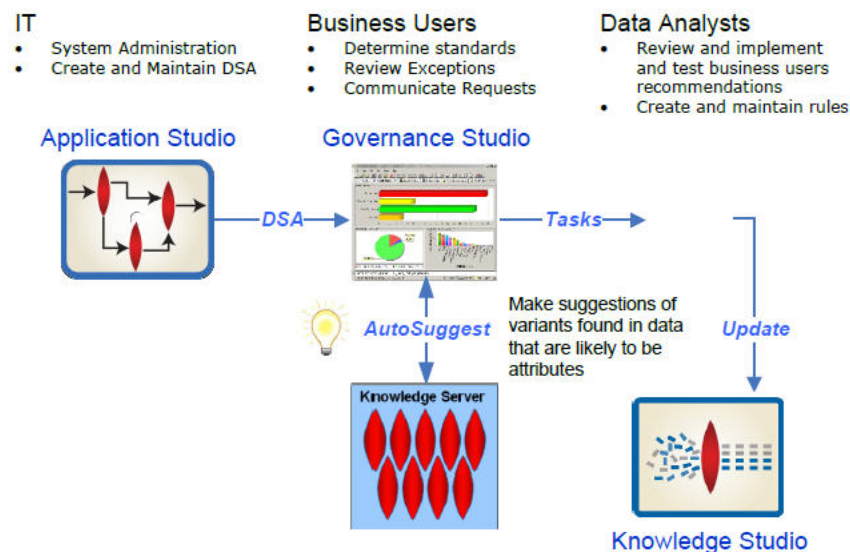 IT
• System Administration
• Create and Maintain DSA
Business Users
• Determine standards
• Review Exceptions
• Communicate Requests
Data Analysts
• Review and implement
and test business users
recommendations
• Create and maintain rules
Application Studio
Governance Studio
DSA
Tasks
AutoSuggest
Make suggestions of
variants found in data
that are likely to be
attributes
Update
Knowledge Server
Knowledge Studio